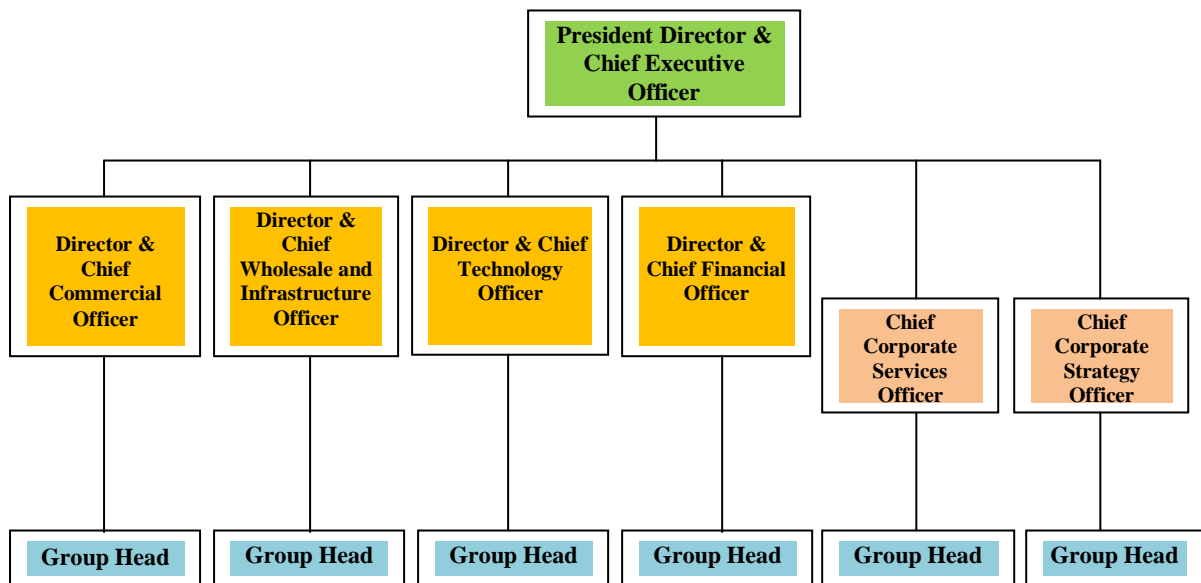 President Director &
Chief Executive
Officer
Director &
Chief
Commercial
Officer
Director &
Chief
Wholesale and
Infrastructure
Officer
Director & Chief
Technology
Officer
Director &
Chief Financial
Officer
Chief
Corporate
Services
Officer
Chief
Corporate
Strategy
Officer
Group Head
Group Head
Group Head
Group Head
Group Head
Group Head